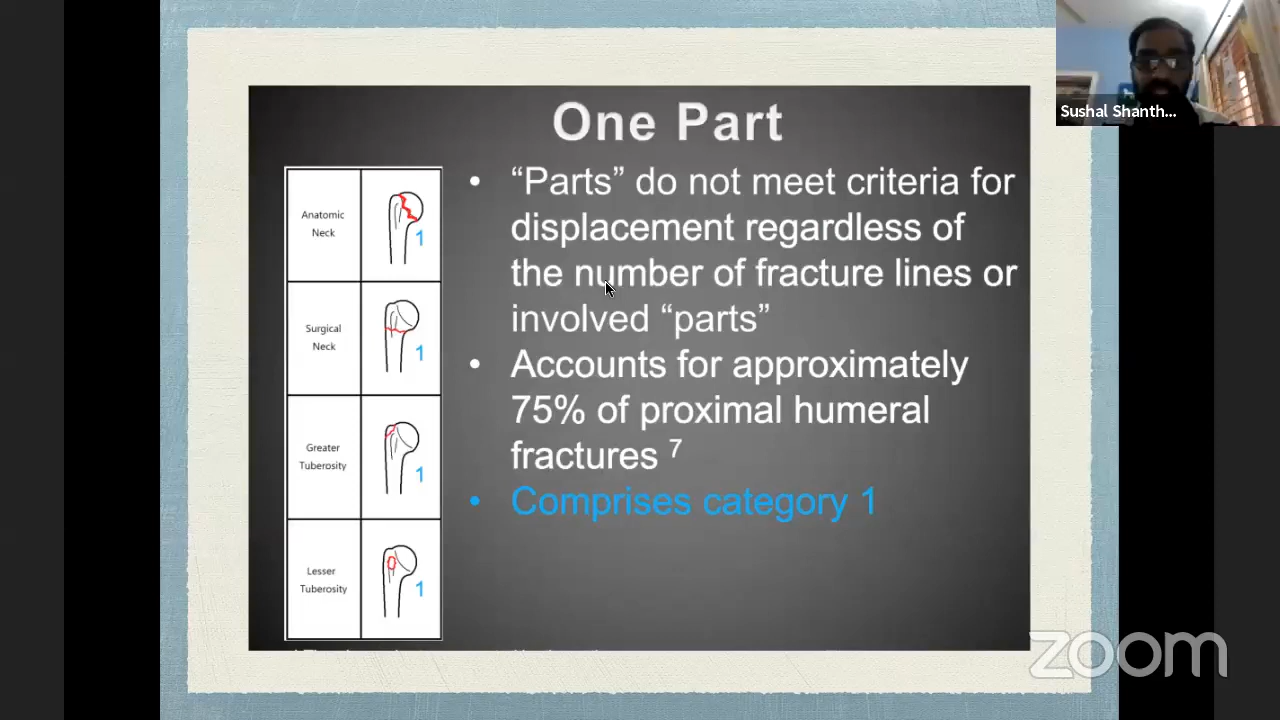 One Part
Anatomic
Neck
1
Surgical
Neck
1
Greater
Tuberosity
1
Lesser
Tuberosity
1
• “Parts” do not meet criteria for
displacement regardless of
the number of fracture lines or
involved “parts”
• Accounts for approximately
75% of proximal humeral
fractures 7
• Comprises category 1
Sushal Shanth...
zoom